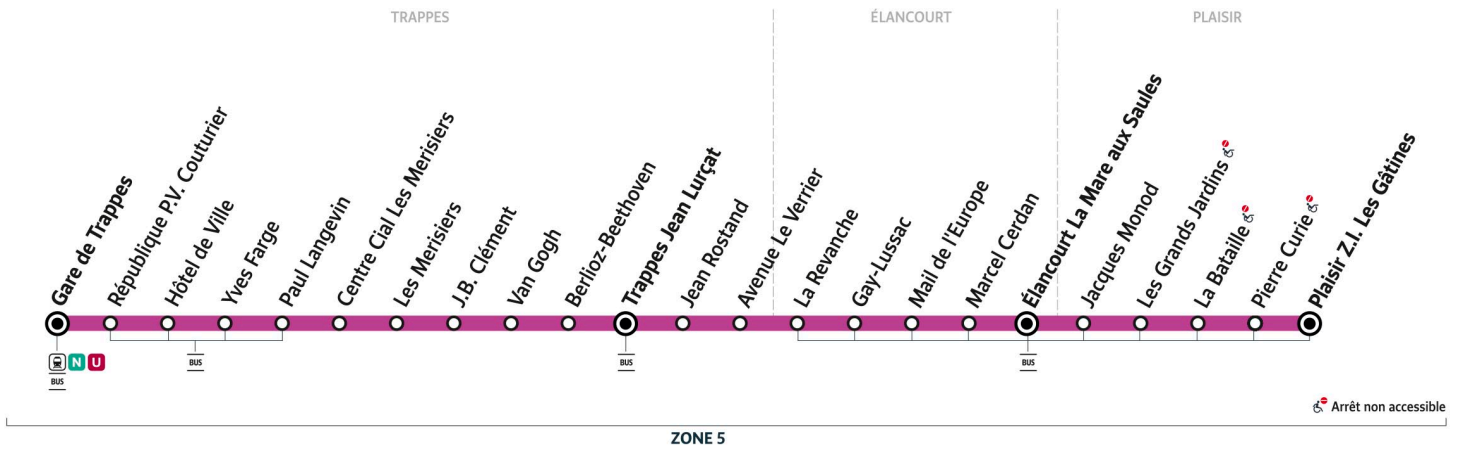 TRAPPES
ÉLANCOURT
PLAISIR
Gare de Trappes
République P.V. Couturier
Hôtel de Ville
Yves Farge
Paul Langevin
Centre Cial Les Merisiers
Les Merisiers
J.B. Clément
Van Gogh
Berlioz-Beethoven
Trappes Jean Lurçat
Jean Rostand
Avenue Le Verrier
La Revanche
Gay-Lussac
Mail de l'Europe
Marcel Cerdan
Élancourt La Mare aux Saules
Jacques Monod
Les Grands Jardins
La Bataille
Pierre Curie
Plaisir Z.I. Les Gâtines
N U
BUS
BUS
BUS
BUS
Arrêt non accessible
ZONE 5